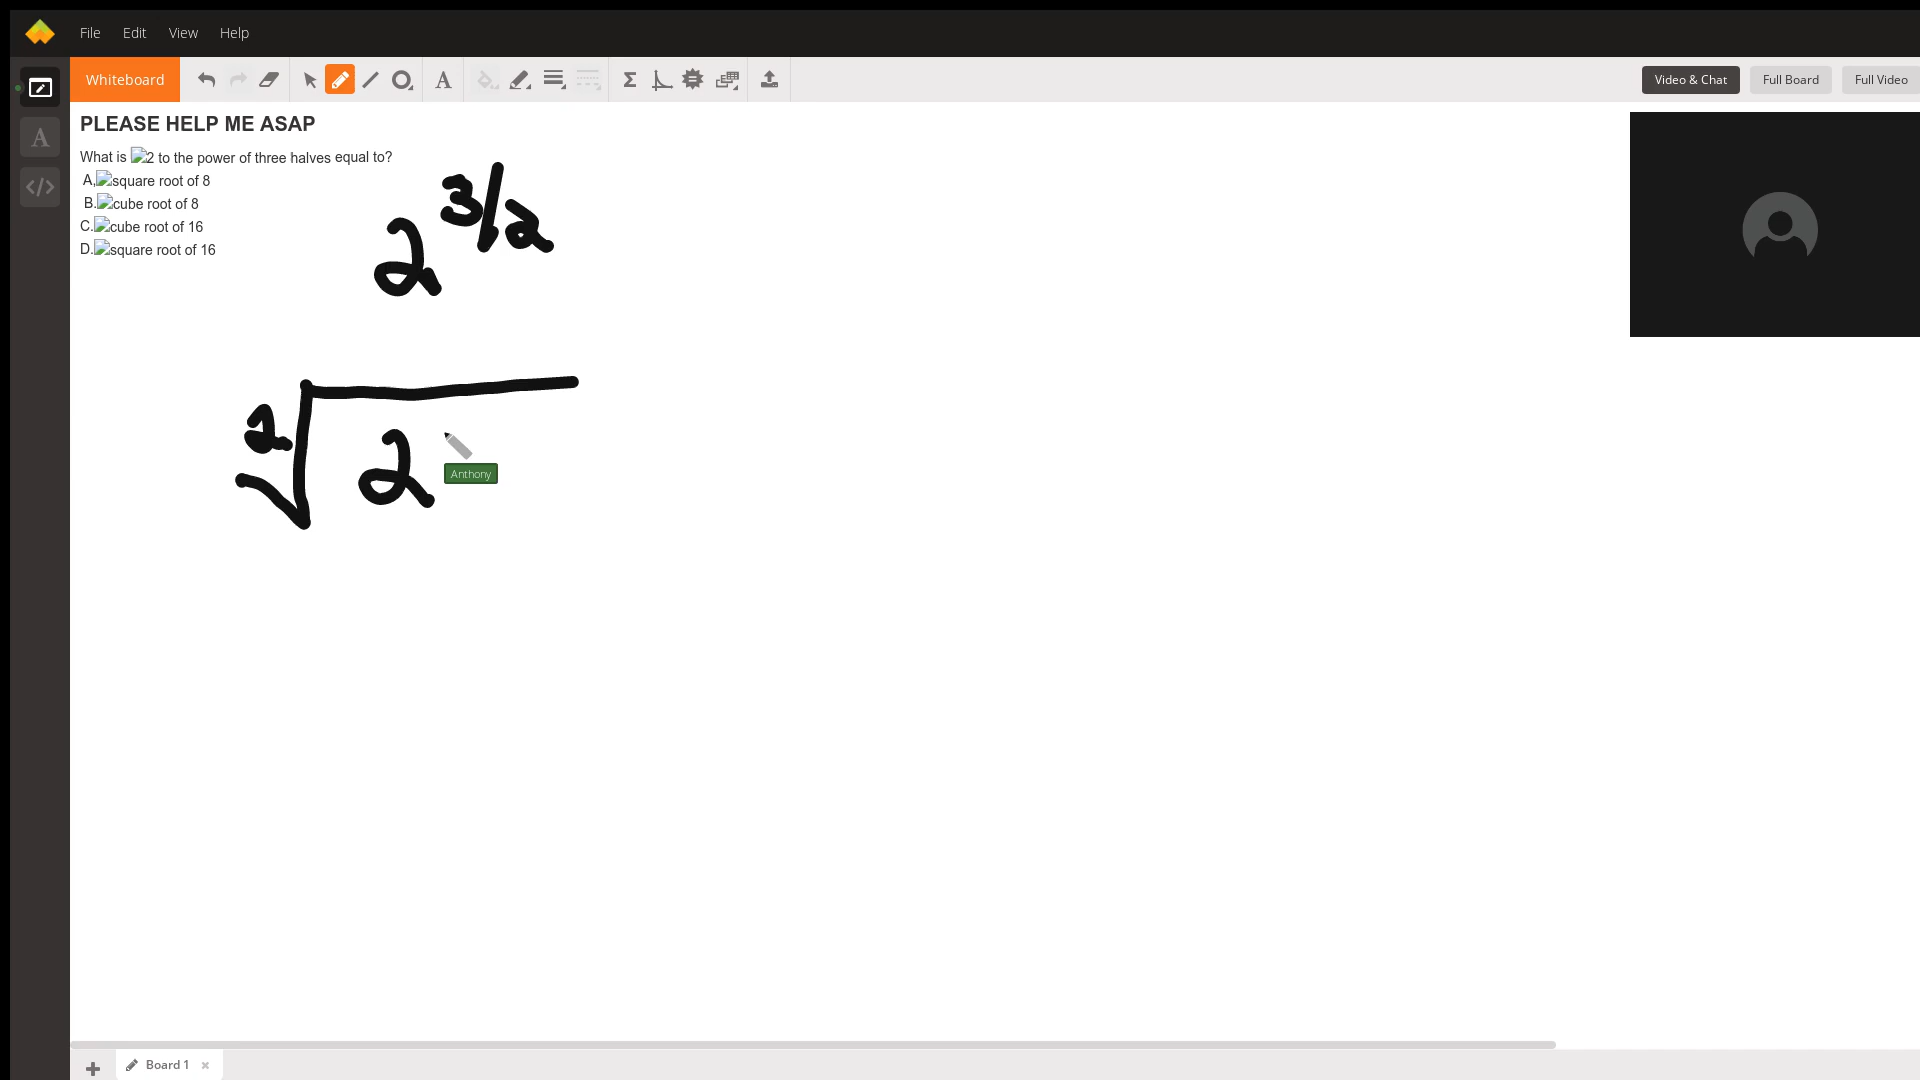 File Edit View Help
Whiteboard A Σ Video & Chat Full Board Full Video
PLEASE HELP ME ASAP
What is 2 to the power of three halves equal to?
A,square root of 8
B.cube root of 8
C.cube root of 16
D.square root of 16
A
</>
2 3/2
2√2
Anthony
+ Board 1 ×